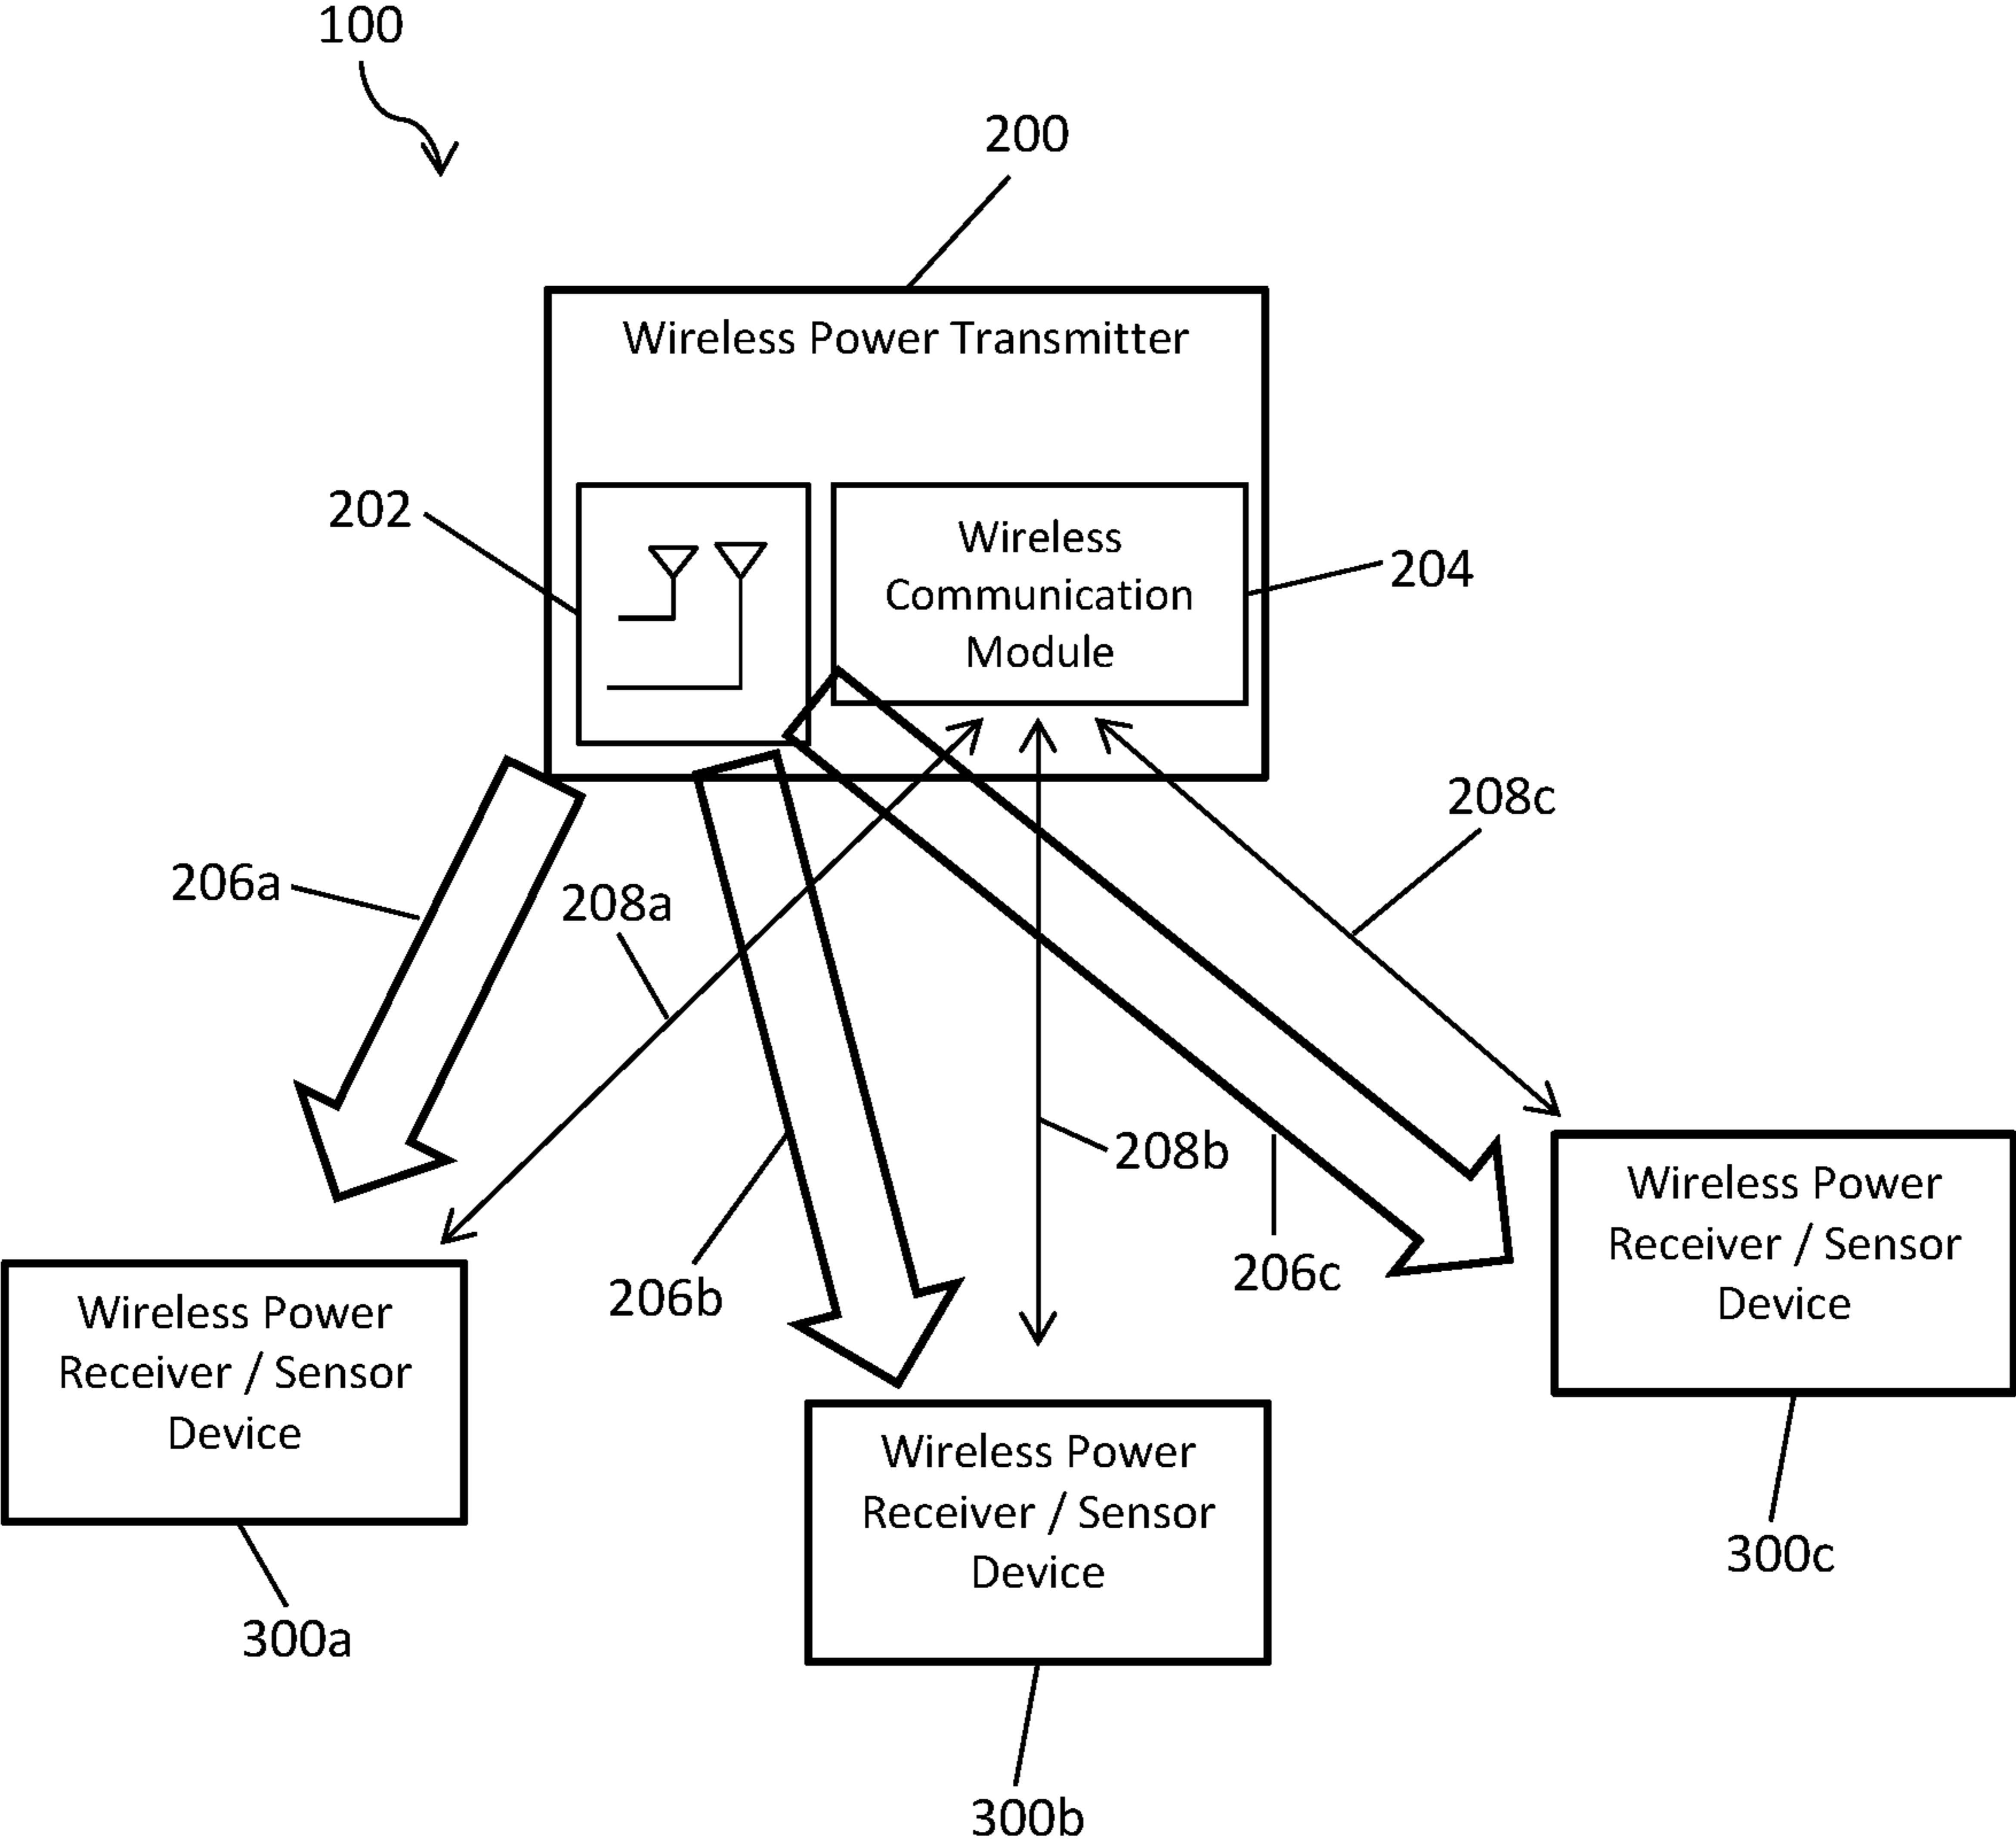 100
200
Wireless Power Transmitter
202
Wireless
Communication
Module
204
208c
206a
208a
208b
206c
206b
Wireless Power
Receiver / Sensor
Device
Wireless Power
Receiver / Sensor
Device
Wireless Power
Receiver / Sensor
Device
300c
300a
300b